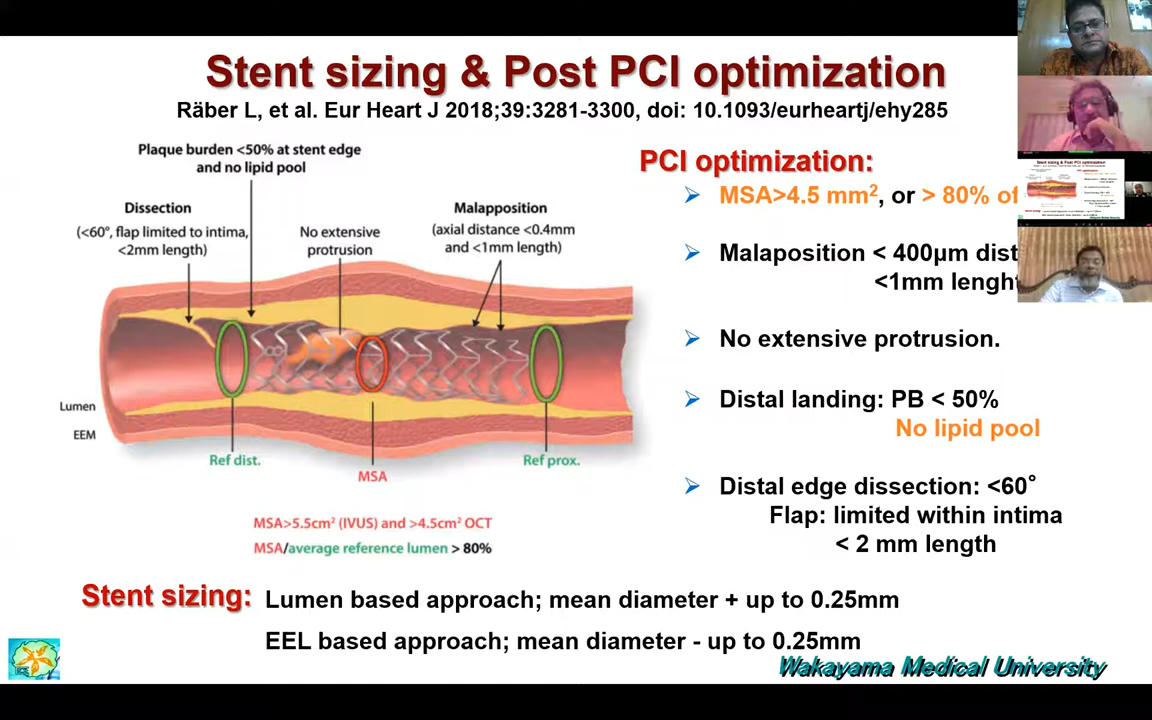 Stent sizing & Post PCI optimization
Räber L, et al. Eur Heart J 2018;39:3281-3300, doi: 10.1093/eurheartj/ehy285
Plaque burden <50% at stent edge
and no lipid pool
Dissection
(<60°, flap limited to intima,
<2mm length)
No extensive
protrusion
Malapposition
(axial distance <0.4mm
and <1mm length)
Lumen
EEM
Ref dist.
MSA
Ref prox.
MSA>5.5cm² (IVUS) and >4.5cm² OCT
MSA/average reference lumen > 80%
PCI optimization:
➢ MSA>4.5 mm², or > 80% of
➢ Malaposition < 400µm dist
<1mm lenght
➢ No extensive protrusion.
➢ Distal landing: PB < 50%
No lipid pool
➢ Distal edge dissection: <60°
Flap: limited within intima
< 2 mm length
Stent sizing: Lumen based approach; mean diameter + up to 0.25mm
EEL based approach; mean diameter - up to 0.25mm
Wakayama Medical University